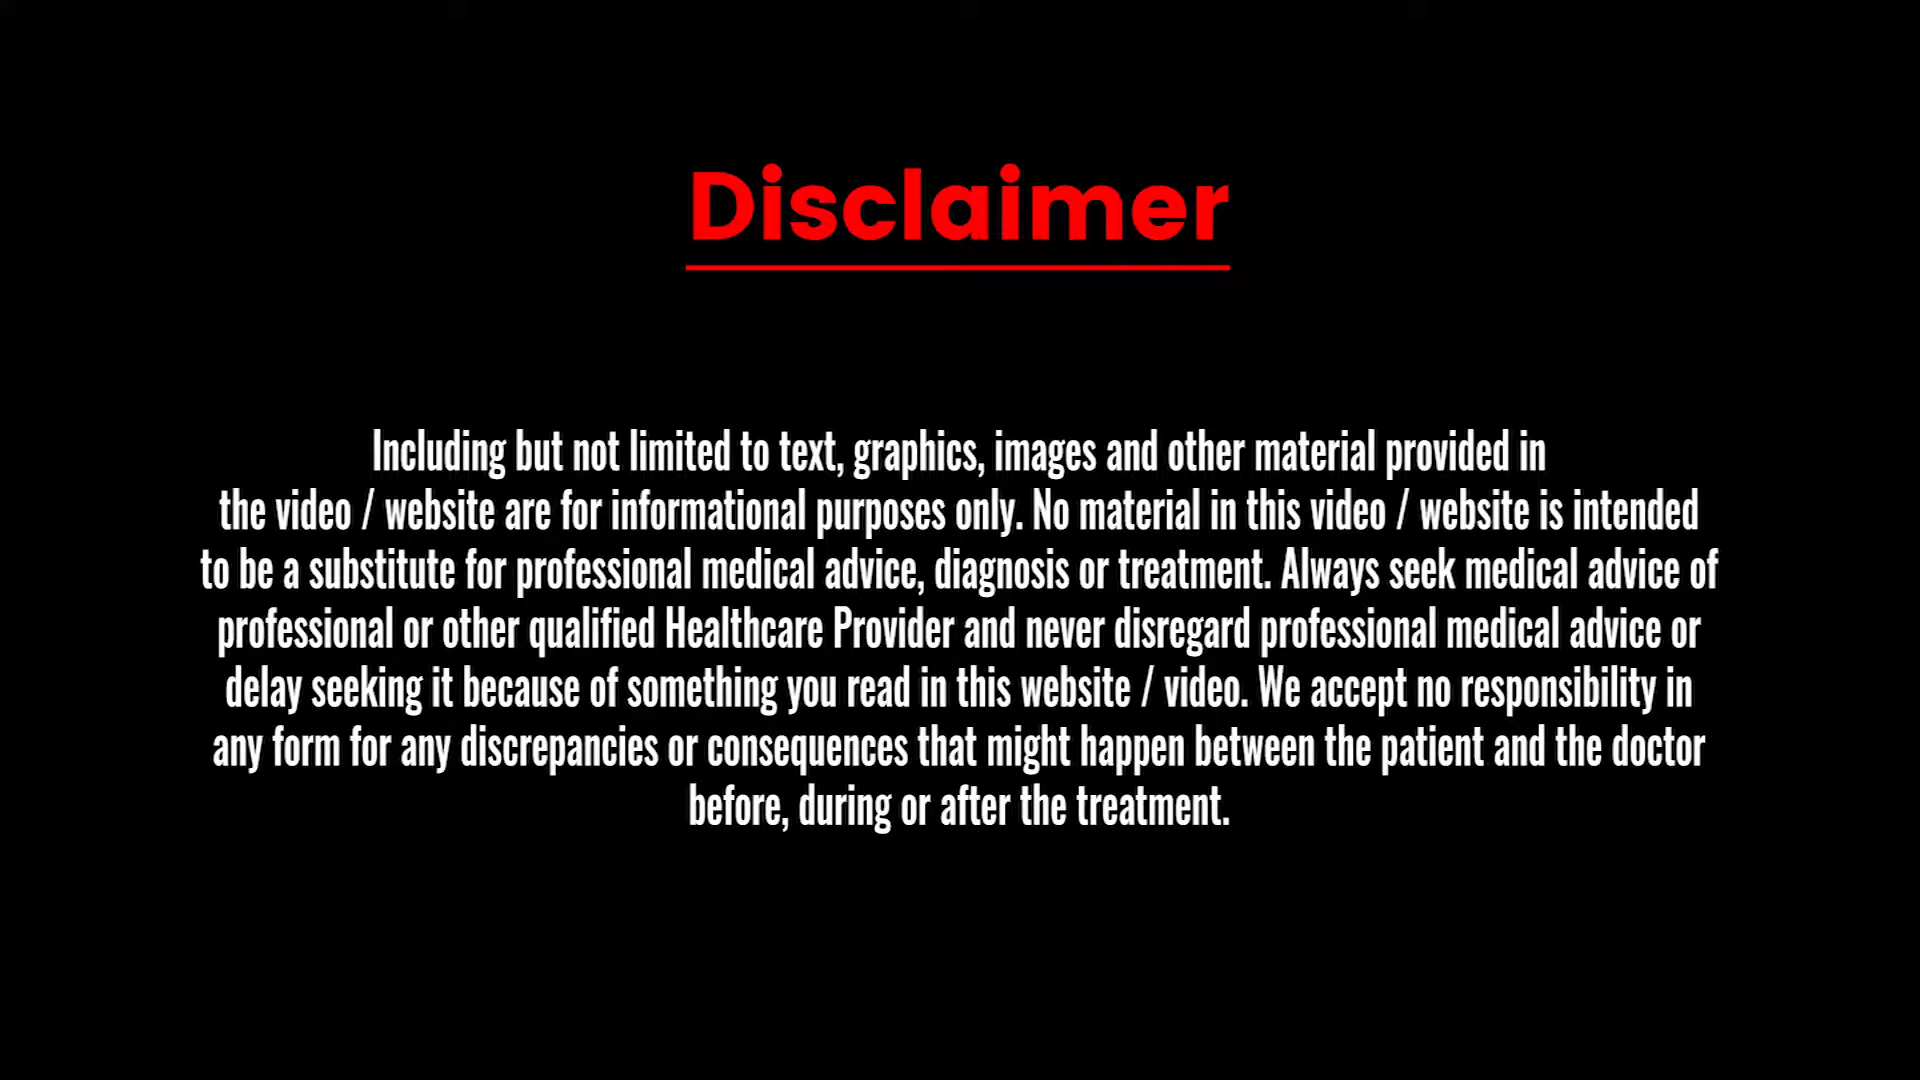 Disclaimer
Including but not limited to text, graphics, images and other material provided in
the video / website are for informational purposes only. No material in this video / website is intended
to be a substitute for professional medical advice, diagnosis or treatment. Always seek medical advice of
professional or other qualified Healthcare Provider and never disregard professional medical advice or
delay seeking it because of something you read in this website / video. We accept no responsibility in
any form for any discrepancies or consequences that might happen between the patient and the doctor
before, during or after the treatment.